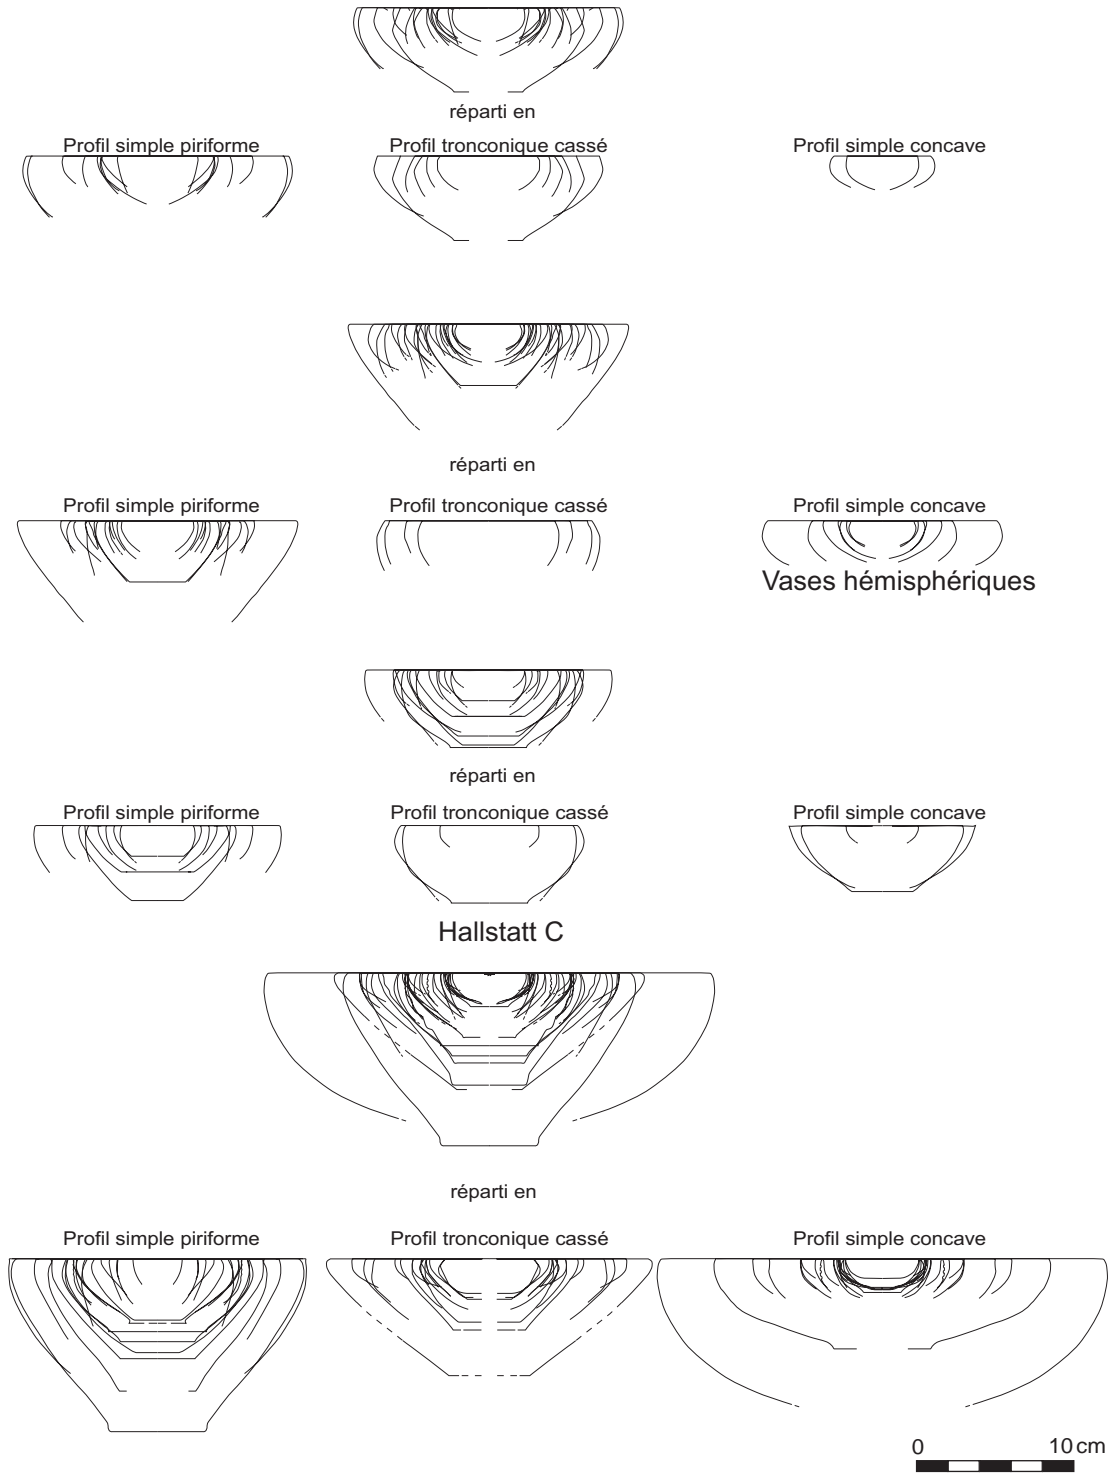 réparti en
Profil simple piriforme
Profil tronconique cassé
Profil simple concave
réparti en
Profil simple piriforme
Profil tronconique cassé
Profil simple concave
Vases hémisphériques
réparti en
Profil simple piriforme
Profil tronconique cassé
Profil simple concave
Hallstatt C
réparti en
Profil simple piriforme
Profil tronconique cassé
Profil simple concave
0 10 cm